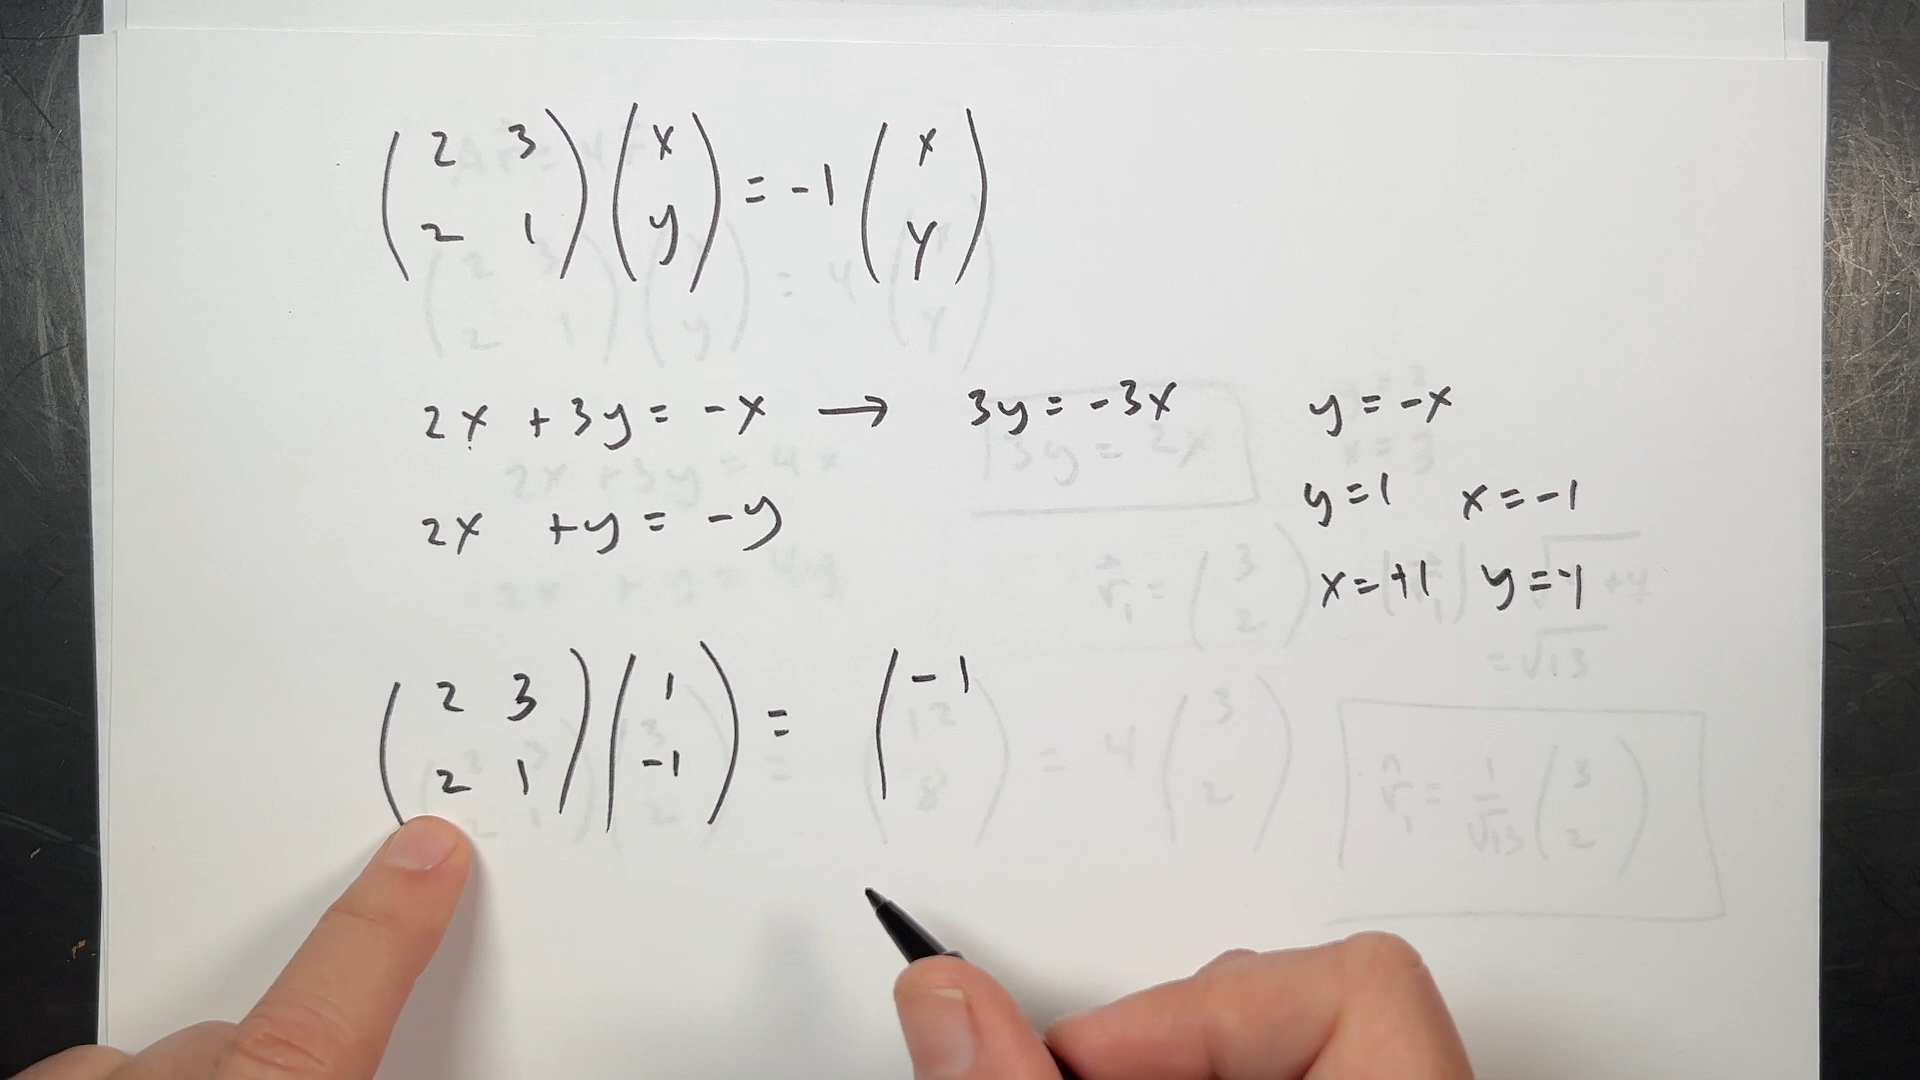 (2 3
2 1)(x
y) = -1 (x
y)
2x + 3y = -x → 3y = -3x y = -x
y = 1 x = -1
2x + y = -y
x = +1 y = -1
(2 3
2 1)(1
-1) = (-1